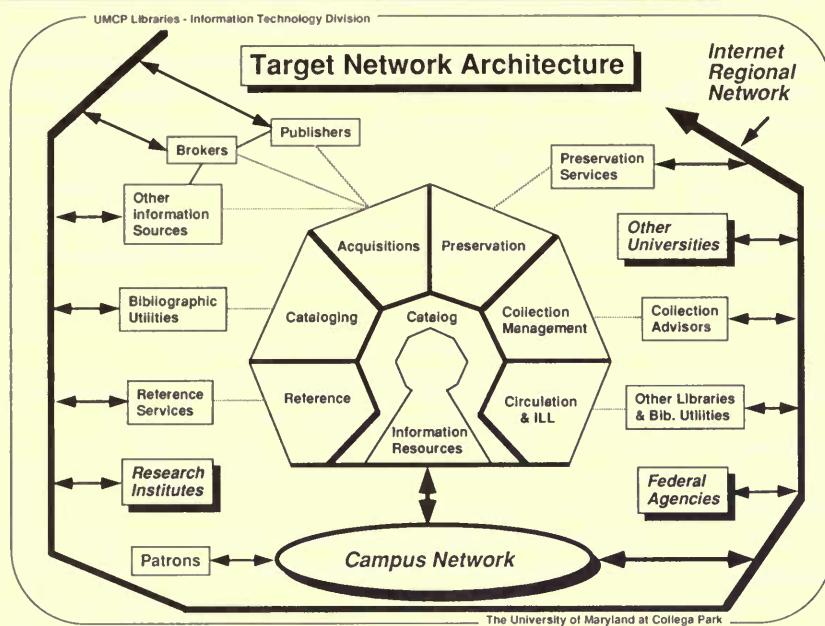 UMCP Libraries - Information Technology Division
Target Network Architecture
Internet
Regional
Network
Publishers
Brokers
Other
Information
Sources
Preservation
Services
Other
Universities
Acquisitions
Preservation
Bibliographic
Utilities
Cataloging
Catalog
Collection
Management
Collection
Advisors
Reference
Services
Reference
Circulation
& ILL
Other Libraries
& Bib. Utilities
Information
Resources
Research
Institutes
Federal
Agencies
Patrons
Campus Network
The University of Maryland at Collega Park